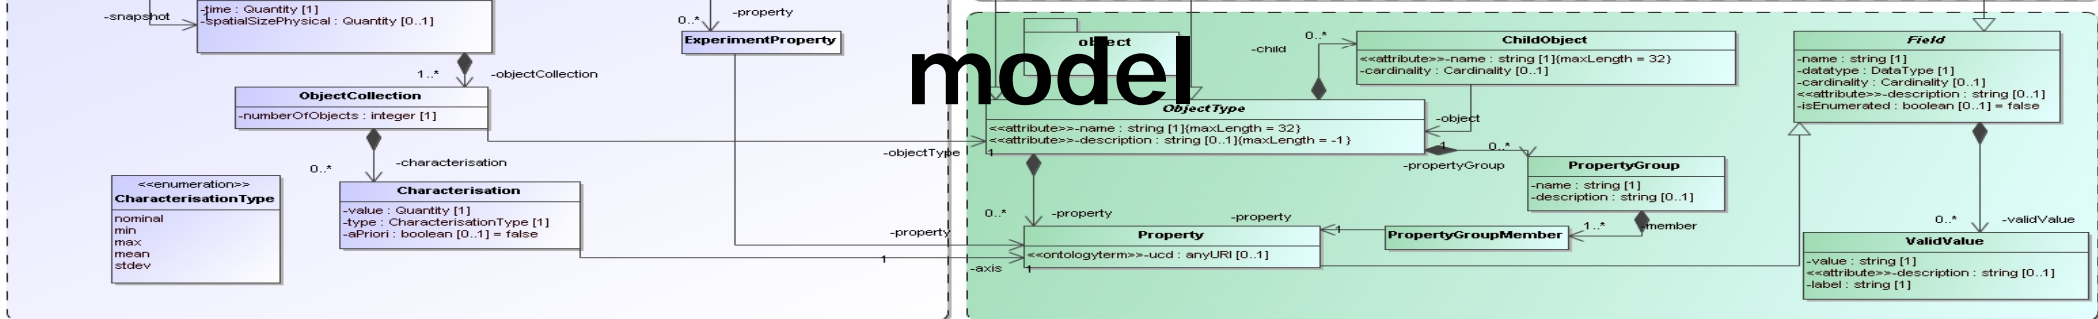 -snapshot
-time : Quantity [1]
-spatialSizePhysical : Quantity [0..1]
1..*
-objectCollection
ObjectCollection
-numberOfObjects : integer [1]
0..*
-characterisation
<<enumeration>>
CharacterisationType
nominal
min
max
mean
stdev
Characterisation
-value : Quantity [1]
-type : CharacterisationType [1]
-aPriori : boolean [0..1] = false
0..*
-property
ExperimentProperty
-objectType
1
-property
1
-axis
1
model
object
-child
0..*
ChildObject
<<attribute>>-name : string [1]{maxLength = 32}
-cardinality : Cardinality [0..1]
ObjectType
<<attribute>>-name : string [1]{maxLength = 32}
<<attribute>>-description : string [0..1]{maxLength = -1}
-object
1
0..*
-propertyGroup
PropertyGroup
-name : string [1]
-description : string [0..1]
0..*
-property
-property
1
Property
<<ontologyterm>>-ucd : anyURI [0..1]
PropertyGroupMember
1..*
-member
Field
-name : string [1]
-datatype : DataType [1]
-cardinality : Cardinality [0..1]
<<attribute>>-description : string [0..1]
-isEnumerated : boolean [0..1] = false
0..*
-validValue
ValidValue
-value : string [1]
<<attribute>>-description : string [0..1]
-label : string [1]